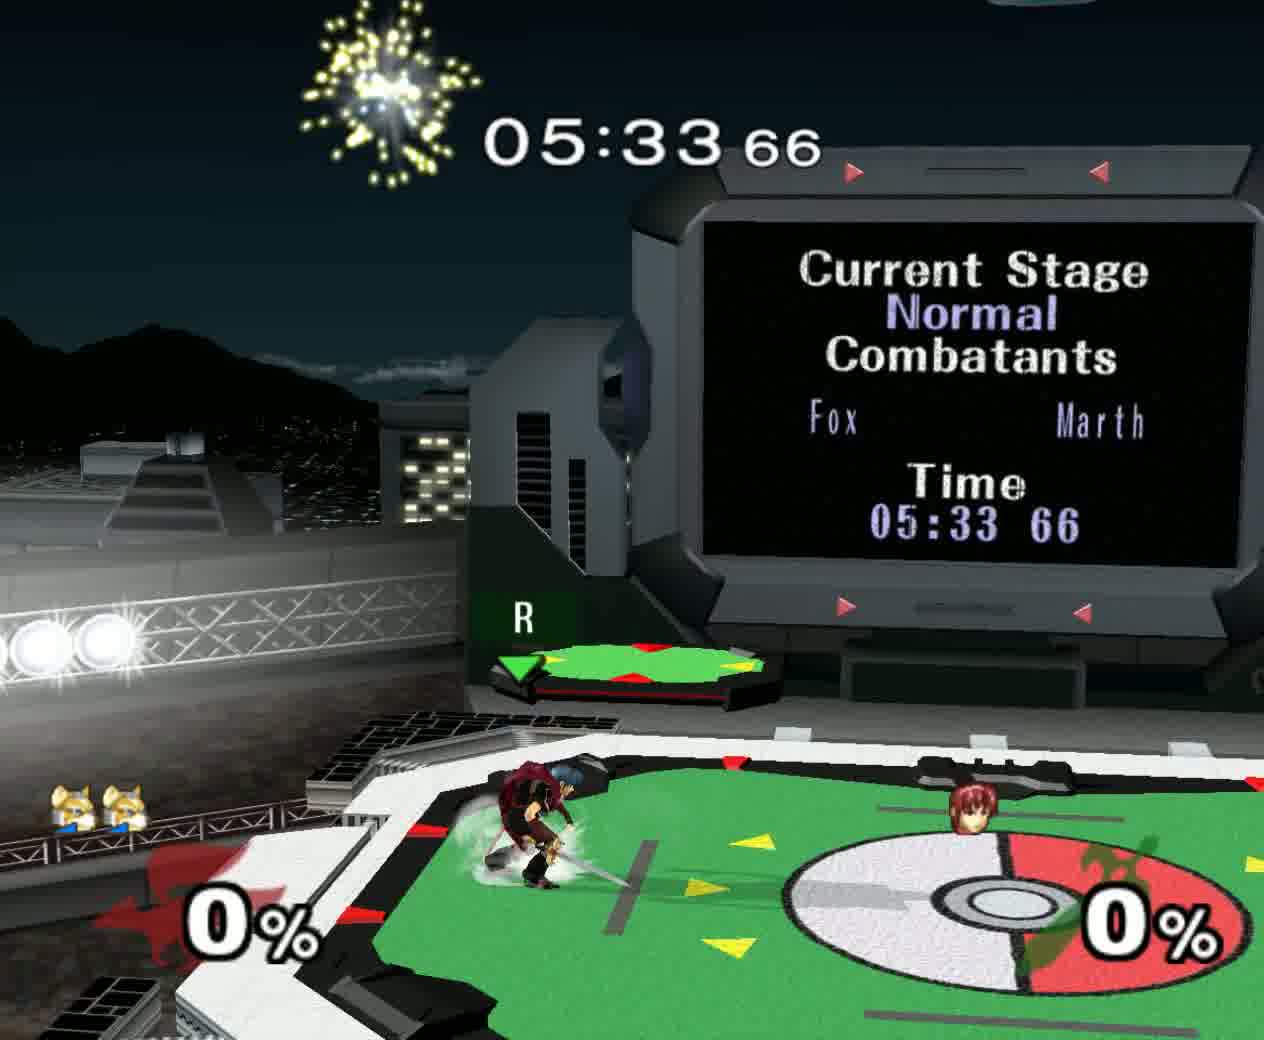 05:33 66
Current Stage
Normal
Combatants
Fox Marth
Time
05:33 66
R
0% 0%